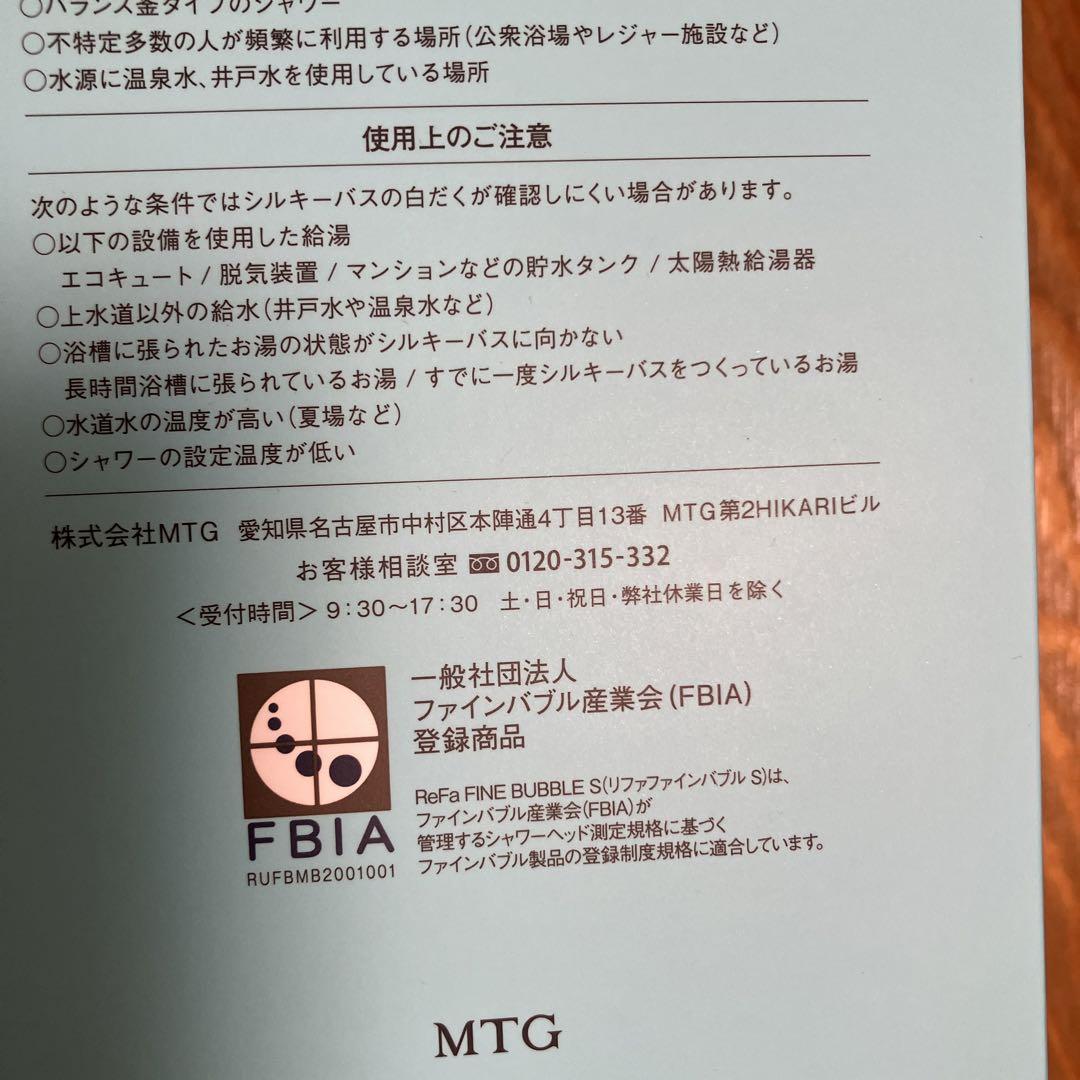 ○バランス釜タイプのシャワー
○不特定多数の人が頻繁に利用する場所(公衆浴場やレジャー施設など)
○水源に温泉水、井戸水を使用している場所
使用上のご注意
次のような条件ではシルキーバスの白だくが確認しにくい場合があります。
○以下の設備を使用した給湯
エコキュート / 脱気装置 / マンションなどの貯水タンク / 太陽熱給湯器
○上水道以外の給水(井戸水や温泉水など)
○浴槽に張られたお湯の状態がシルキーバスに向かない
長時間浴槽に張られているお湯 / すでに一度シルキーバスをつくっているお湯
○水道水の温度が高い(夏場など)
○シャワーの設定温度が低い
株式会社MTG 愛知県名古屋市中村区本陣通4丁目13番 MTG第2HIKARIビル
お客様相談室 0120-315-332
<受付時間> 9:30~17:30 土・日・祝日・弊社休業日を除く
一般社団法人
ファインバブル産業会(FBIA)
登録商品
ReFa FINE BUBBLE S(リファファインバブル S)は、
ファインバブル産業会(FBIA)が
管理するシャワーヘッド測定規格に基づく
ファインバブル製品の登録制度規格に適合しています。
FBIA
RUFBMB2001001
MTG